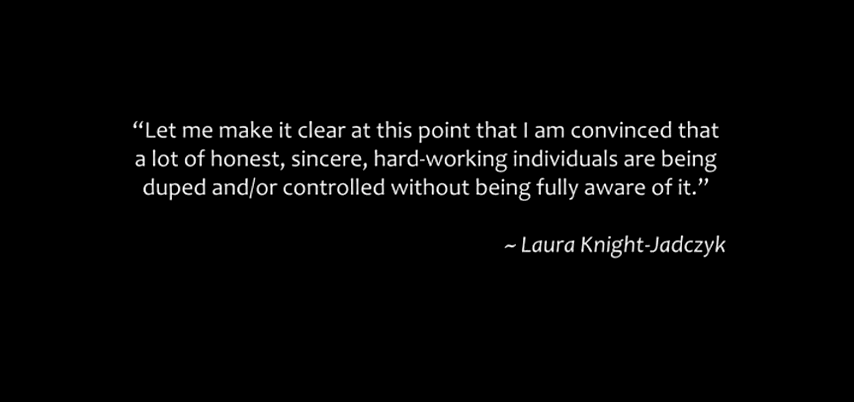 “Let me make it clear at this point that I am convinced that
a lot of honest, sincere, hard-working individuals are being
duped and/or controlled without being fully aware of it.”
~ Laura Knight-Jadczyk